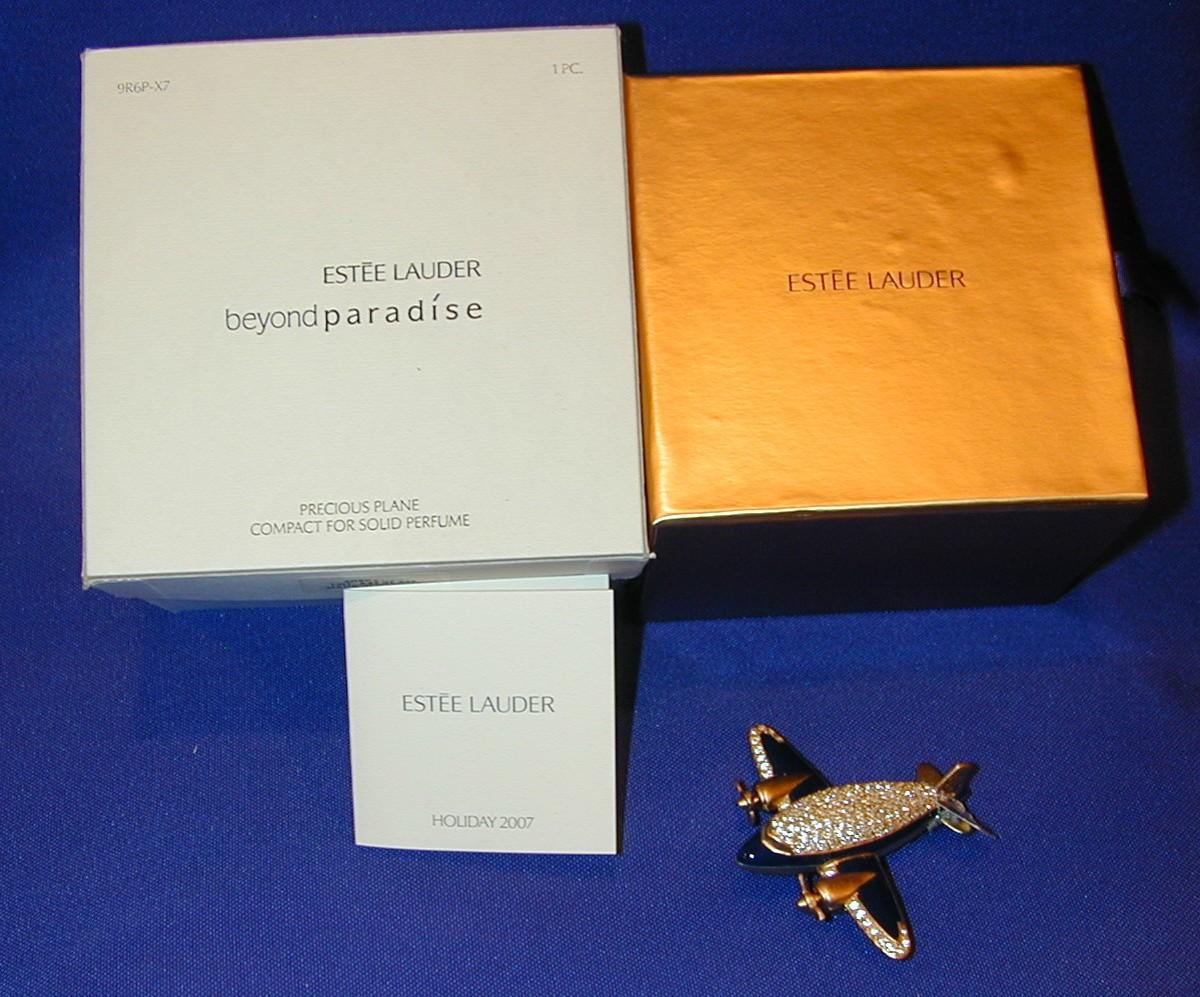 9R6P-X7
1 PC.
ESTĒE LAUDER
beyondparadíse
PRECIOUS PLANE
COMPACT FOR SOLID PERFUME
ESTĒE LAUDER
ESTĒE LAUDER
HOLIDAY 2007